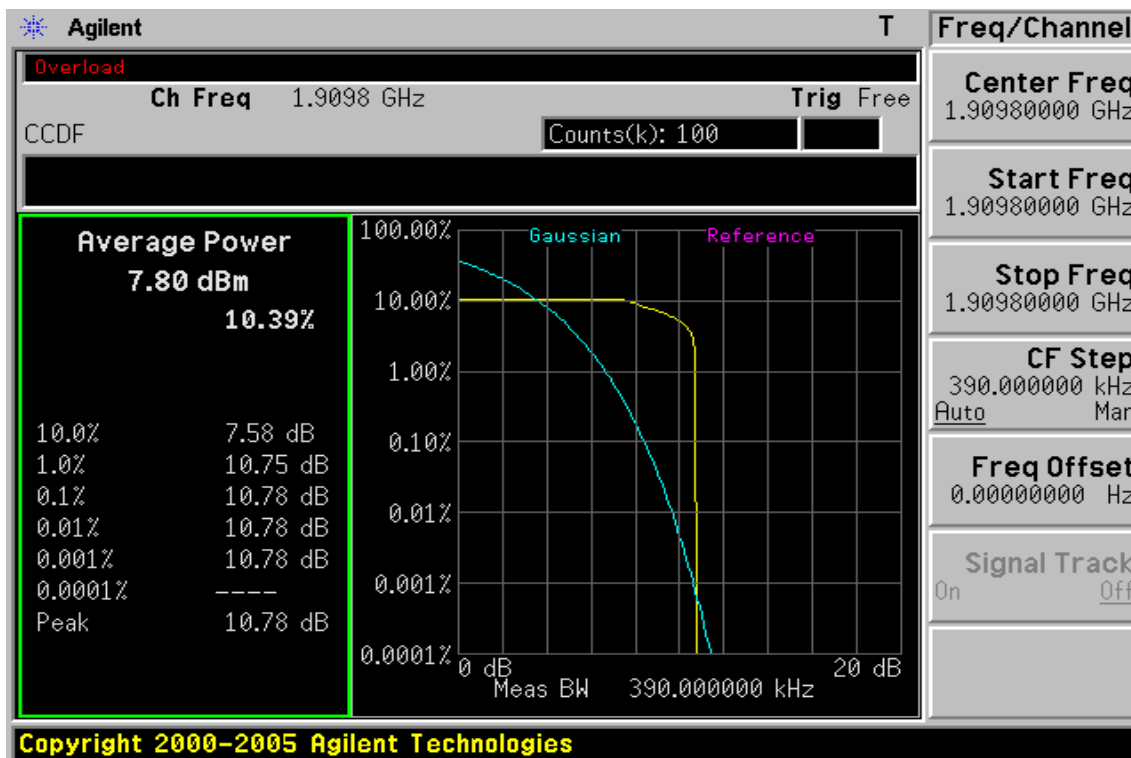 Agilent T
Overload
Ch Freq 1.9098 GHz Trig Free
CCDF Counts(k): 100
Average Power
7.80 dBm
10.39%
10.0% 7.58 dB
1.0% 10.75 dB
0.1% 10.78 dB
0.01% 10.78 dB
0.001% 10.78 dB
0.0001% ----
Peak 10.78 dB
Gaussian Reference
100.00%
10.00%
1.00%
0.10%
0.01%
0.001%
0.0001%
0 dB 20 dB
Meas BW 390.000000 kHz
Freq/Channel
Center Freq
1.90980000 GHz
Start Freq
1.90980000 GHz
Stop Freq
1.90980000 GHz
CF Step
390.000000 kHz
Auto Man
Freq Offset
0.00000000 Hz
Signal Track
On Off
Copyright 2000-2005 Agilent Technologies